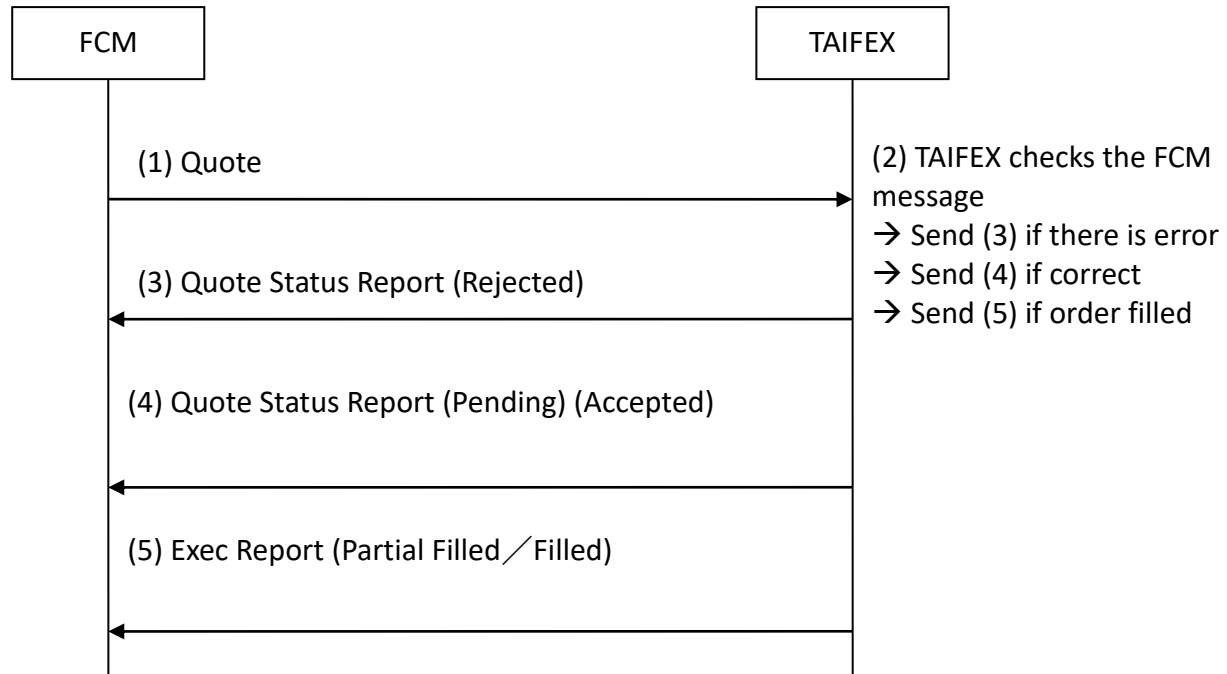 FCM
TAIFEX
(1) Quote
(2) TAIFEX checks the FCM
message
→ Send (3) if there is error
→ Send (4) if correct
→ Send (5) if order filled
(3) Quote Status Report (Rejected)
(4) Quote Status Report (Pending) (Accepted)
(5) Exec Report (Partial Filled／Filled)